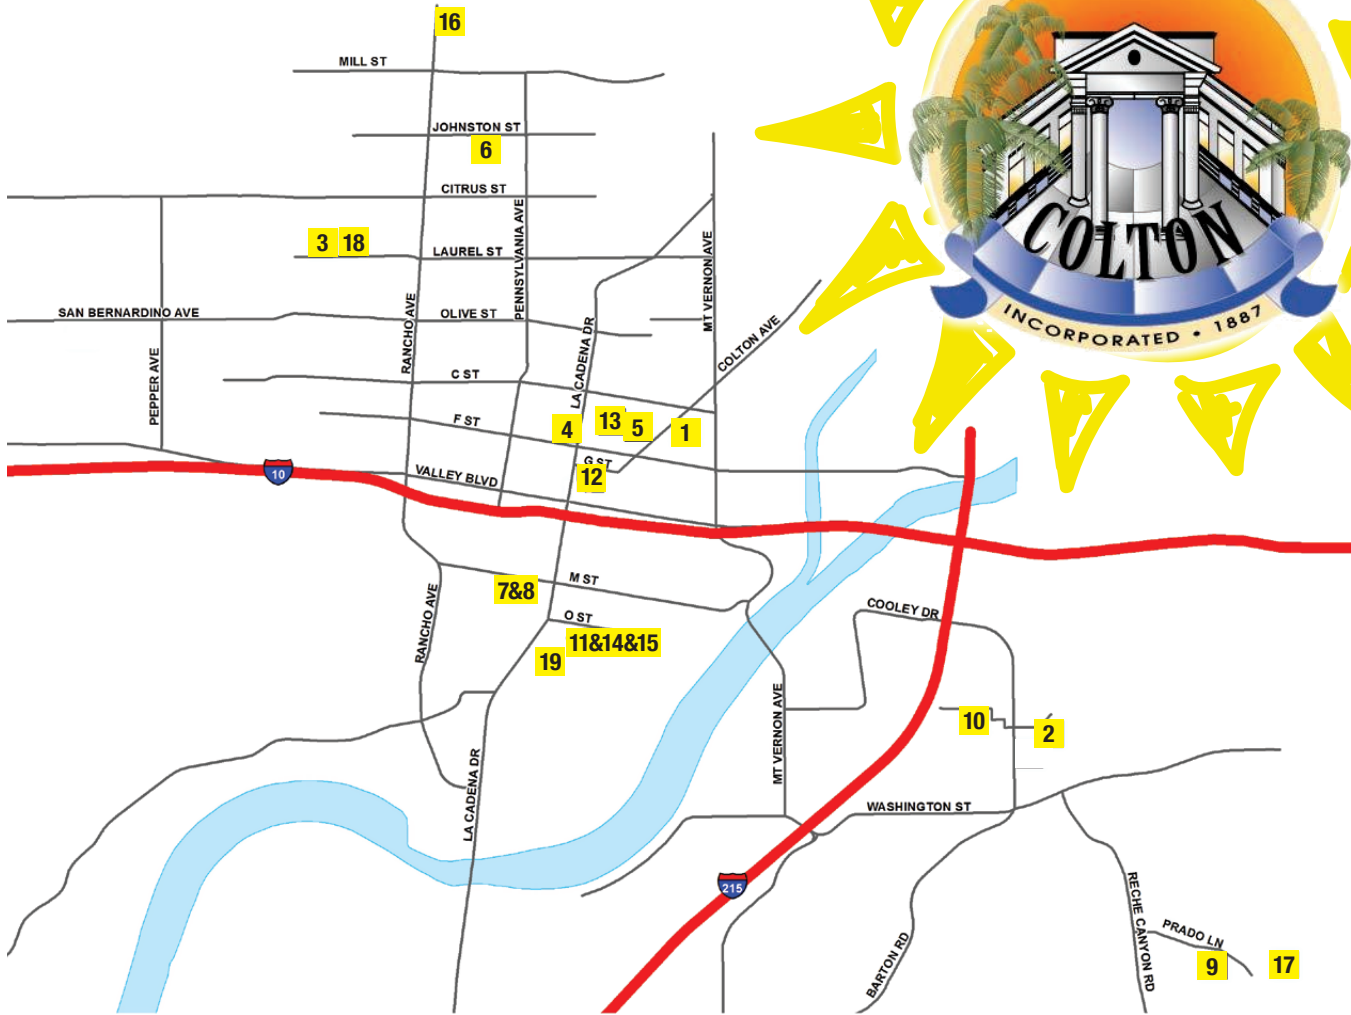 16
MILL ST
JOHNSTON ST
6
CITRUS ST
PENNSYLVANIA AVE
3 18
LAUREL ST
MT VERNON AVE
COLTON
INCORPORATED • 1887
SAN BERNARDINO AVE
OLIVE ST
RANCHO AVE
LA CADENA DR
COLTON AVE
PEPPER AVE
C ST
F ST
4
13
5
1
G ST
12
10
VALLEY BLVD
M ST
7&8
RANCHO AVE
O ST
11&14&15
19
COOLEY DR
MT VERNON AVE
10
2
LA CADENA DR
WASHINGTON ST
215
RECHE CANYON RD
BARTON RD
PRADO LN
9
17